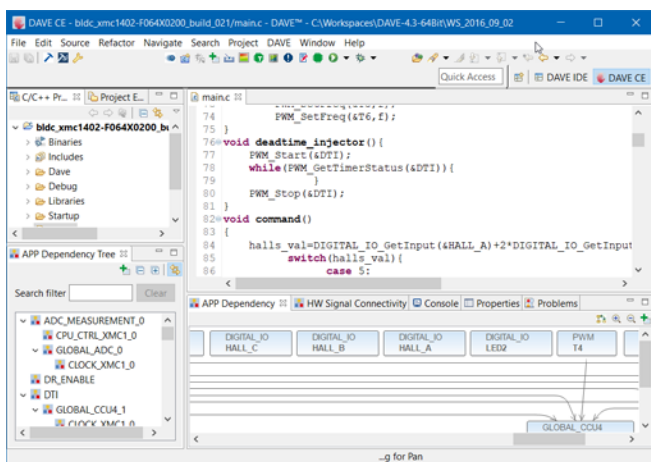 DAVE CE - bldc_xmc1402-F064X0200_build_021/main.c - DAVE™ - C:\Workspaces\DAVE-4.3-64Bit\WS_2016_09_02
File Edit Source Refactor Navigate Search Project DAVE Window Help
Quick Access DAVE IDE DAVE CE
C/C++ Pr... Project E...
bldc_xmc1402-F064X0200_bu
Binaries
Includes
Dave
Debug
Libraries
Startup
main.c
74 PWM_SetFreq(&T6,f);
75 }
76 void deadtime_injector(){
77 PWM_Start(&DTI);
78 while(PWM_GetTimerStatus(&DTI)){
79 }
80 PWM_Stop(&DTI);
81 }
82 void command()
83 {
84 halls_val=DIGITAL_IO_GetInput(&HALL_A)+2*DIGITAL_IO_GetInput
85 switch(halls_val){
86 case 5:
APP Dependency Tree
Search filter Clear
ADC_MEASUREMENT_0
CPU_CTRL_XMC1_0
GLOBAL_ADC_0
CLOCK_XMC1_0
DR_ENABLE
DTI
GLOBAL_CCU4_1
CLOCK_XMC1_0
APP Dependency HW Signal Connectivity Console Properties Problems
DIGITAL_IO DIGITAL_IO DIGITAL_IO DIGITAL_IO PWM
HALL_C HALL_B HALL_A LED2 T4
GLOBAL_CCU4
...g for Pan